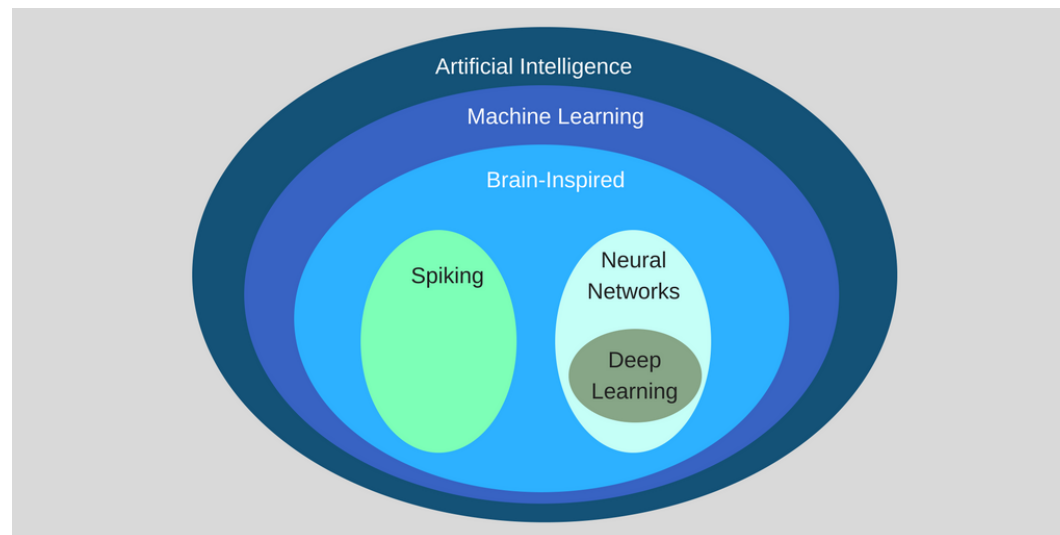 Artificial Intelligence
Machine Learning
Brain-Inspired
Spiking
Neural
Networks
Deep
Learning